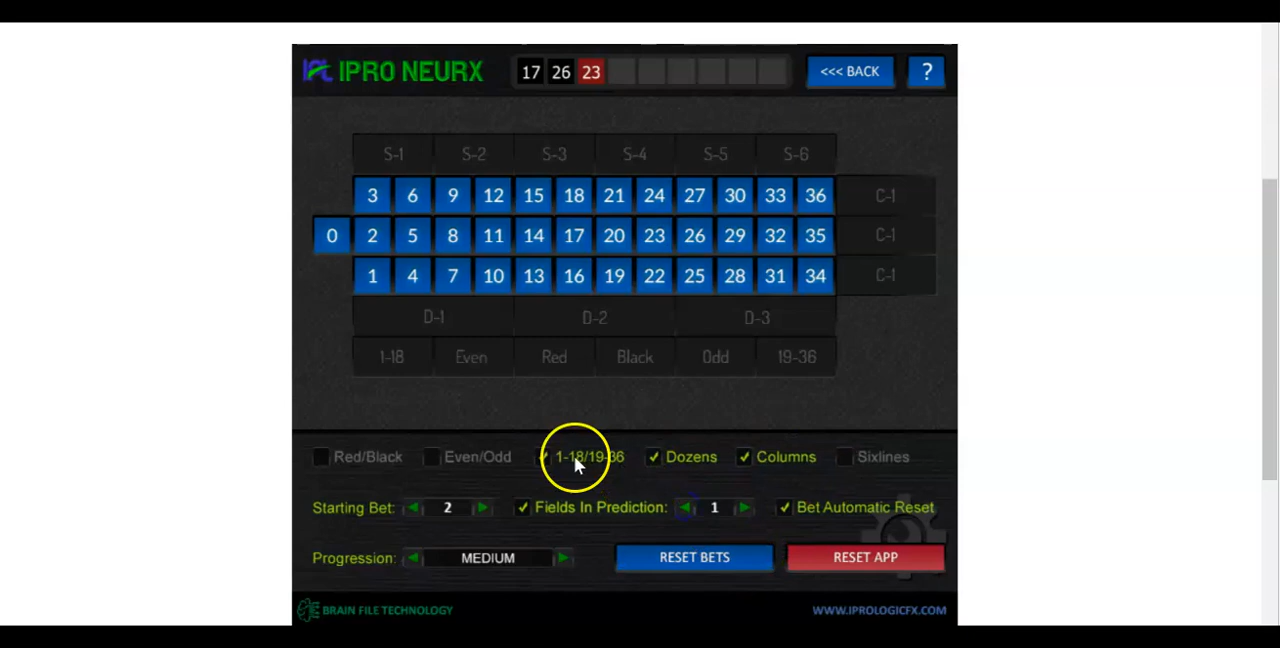 IPRO NEURX 17 26 23 <<< BACK ?
S-1 S-2 S-3 S-4 S-5 S-6
3 6 9 12 15 18 21 24 27 30 33 36 C-1
0 2 5 8 11 14 17 20 23 26 29 32 35 C-1
1 4 7 10 13 16 19 22 25 28 31 34 C-1
D-1 D-2 D-3
1-18 Even Red Black Odd 19-36
Red/Black Even/Odd 1-18/19-36 Dozens Columns Sixlines
Starting Bet: 2 Fields In Prediction: 1 Bet Automatic Reset
Progression: MEDIUM RESET BETS RESET APP
BRAIN FILE TECHNOLOGY WWW.IPROLOGICFX.COM